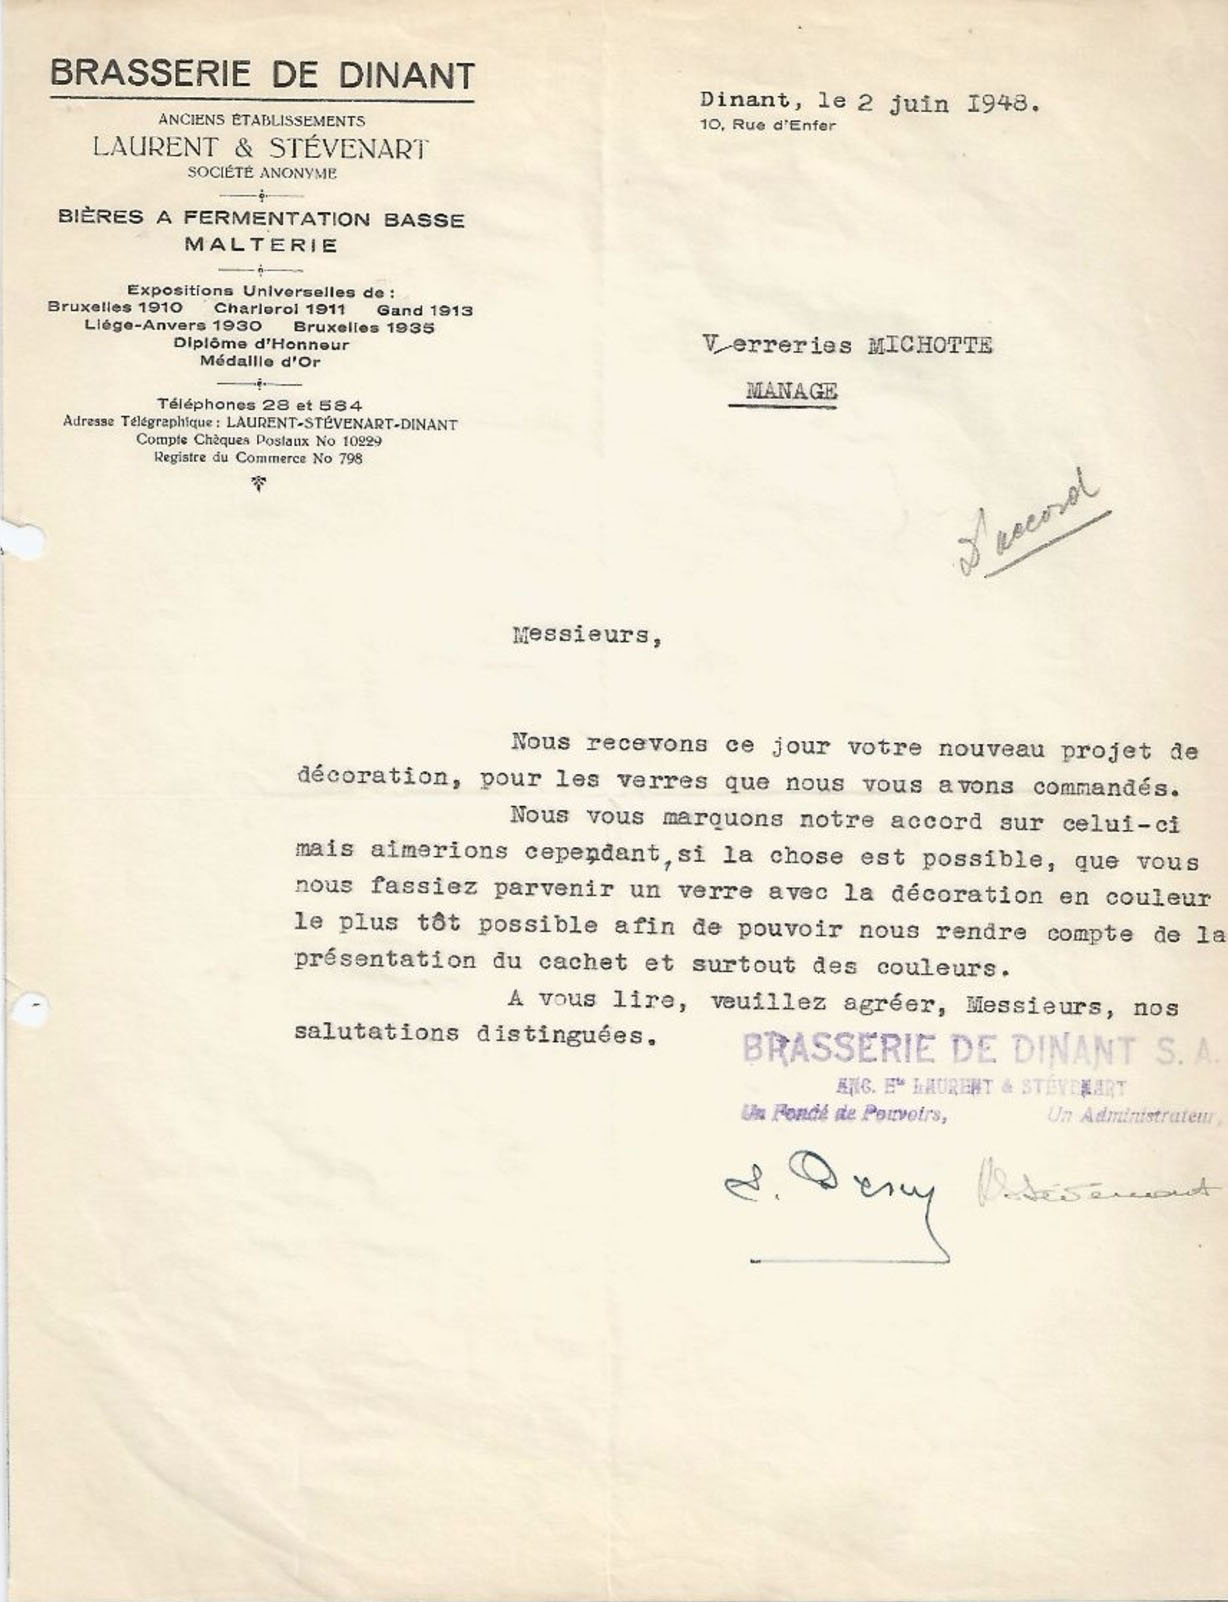 BRASSERIE DE DINANT
ANCIENS ÉTABLISSEMENTS
LAURENT & STÉVENART
SOCIÉTÉ ANONYME
BIÈRES A FERMENTATION BASSE
MALTERIE
Expositions Universelles de :
Bruxelles 1910 Charleroi 1911 Gand 1913
Liége-Anvers 1930 Bruxelles 1935
Diplôme d'Honneur
Médaille d'Or
Téléphones 28 et 584
Adresse Télégraphique : LAURENT-STÉVENART-DINANT
Compte Chèques Postaux No 10229
Registre du Commerce No 798
Dinant, le 2 juin 1948.
10, Rue d'Enfer
Verreries MICHOTTE
MANAGE
D'accord
Messieurs,
Nous recevons ce jour votre nouveau projet de
décoration, pour les verres que nous vous avons commandés.
Nous vous marquons notre accord sur celui-ci
mais aimerions cependant, si la chose est possible, que vous
nous fassiez parvenir un verre avec la décoration en couleur
le plus tôt possible afin de pouvoir nous rendre compte de la
présentation du cachet et surtout des couleurs.
A vous lire, veuillez agréer, Messieurs, nos
salutations distinguées.
BRASSERIE DE DINANT S. A.
ANC. Ets LAURENT & STÉVENART
Un Fondé de Pouvoirs, Un Administrateur,
Stévenart